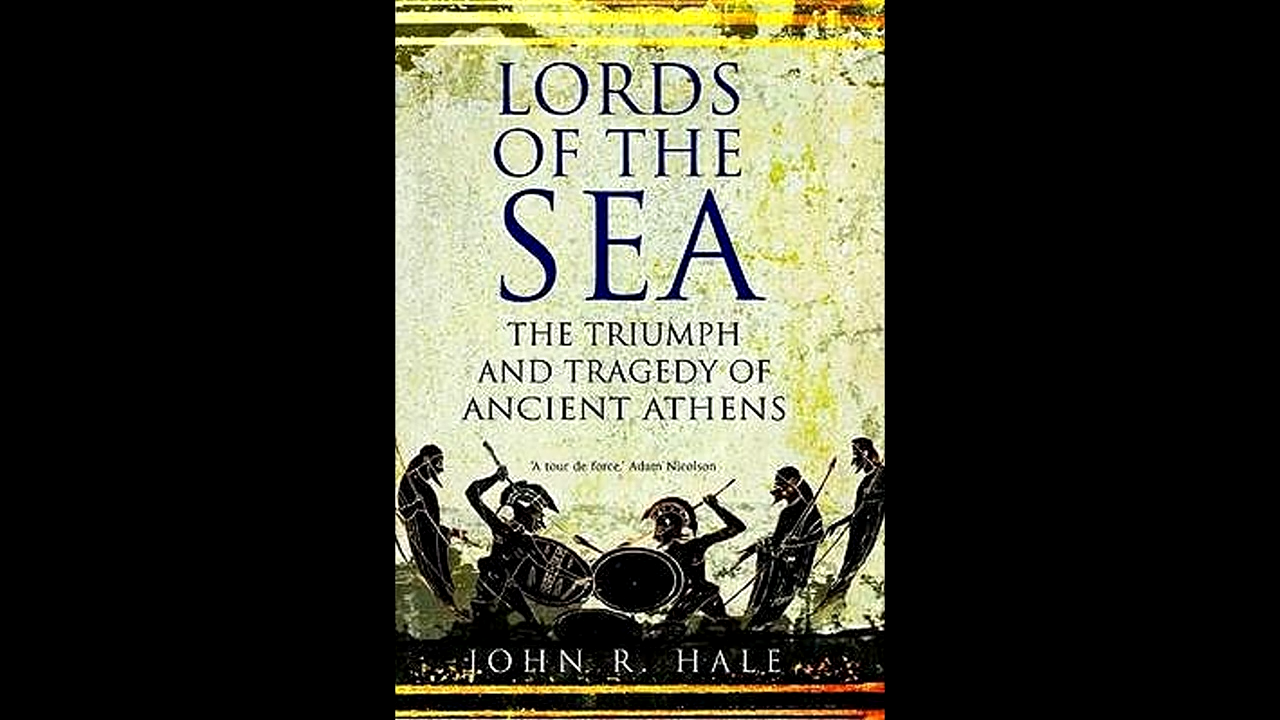 LORDS
OF THE
SEA
THE TRIUMPH
AND TRAGEDY OF
ANCIENT ATHENS
'A tour de force,' Adam Nicolson
JOHN R. HALE